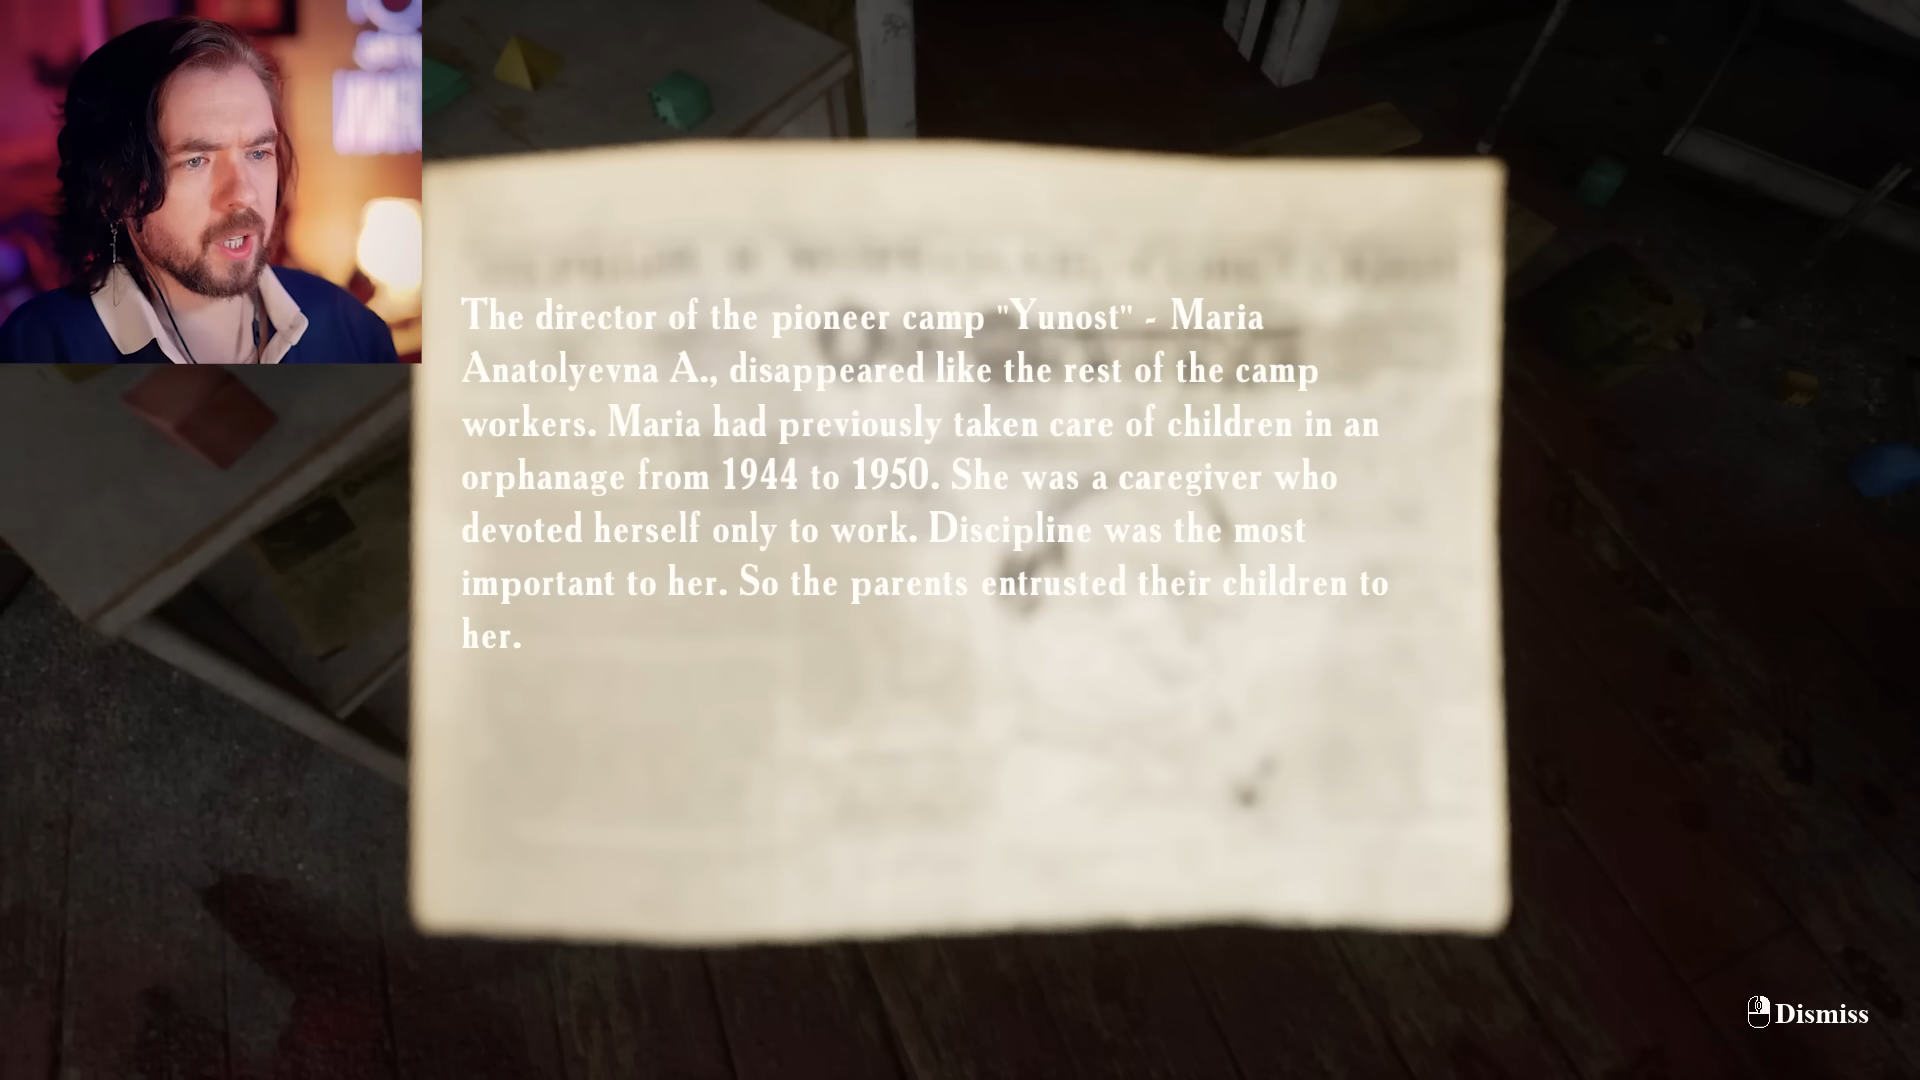 The director of the pioneer camp "Yunost" - Maria
Anatolyevna A., disappeared like the rest of the camp
workers. Maria had previously taken care of children in an
orphanage from 1944 to 1950. She was a caregiver who
devoted herself only to work. Discipline was the most
important to her. So the parents entrusted their children to
her.
Dismiss